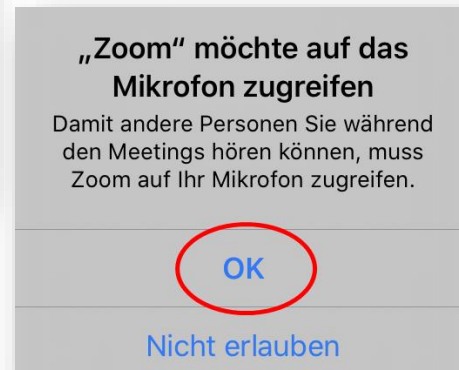 „Zoom“ möchte auf das
Mikrofon zugreifen
Damit andere Personen Sie während
den Meetings hören können, muss
Zoom auf Ihr Mikrofon zugreifen.
OK
Nicht erlauben